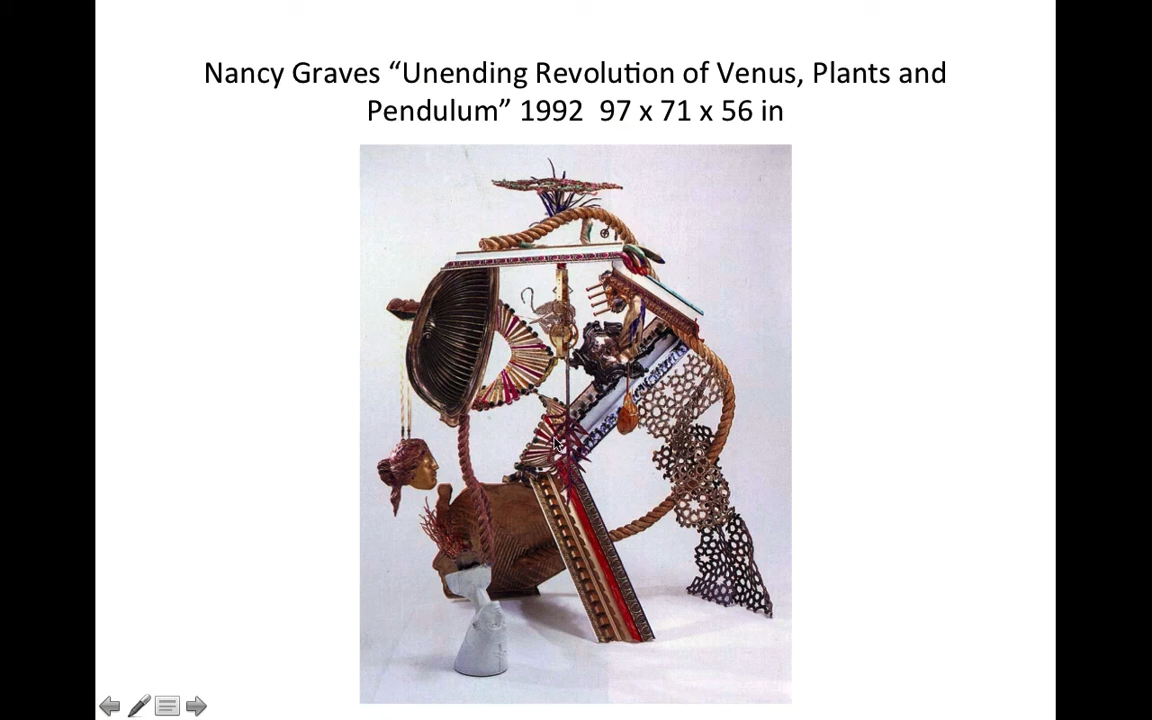 Nancy Graves “Unending Revolution of Venus, Plants and
Pendulum” 1992  97 x 71 x 56 in